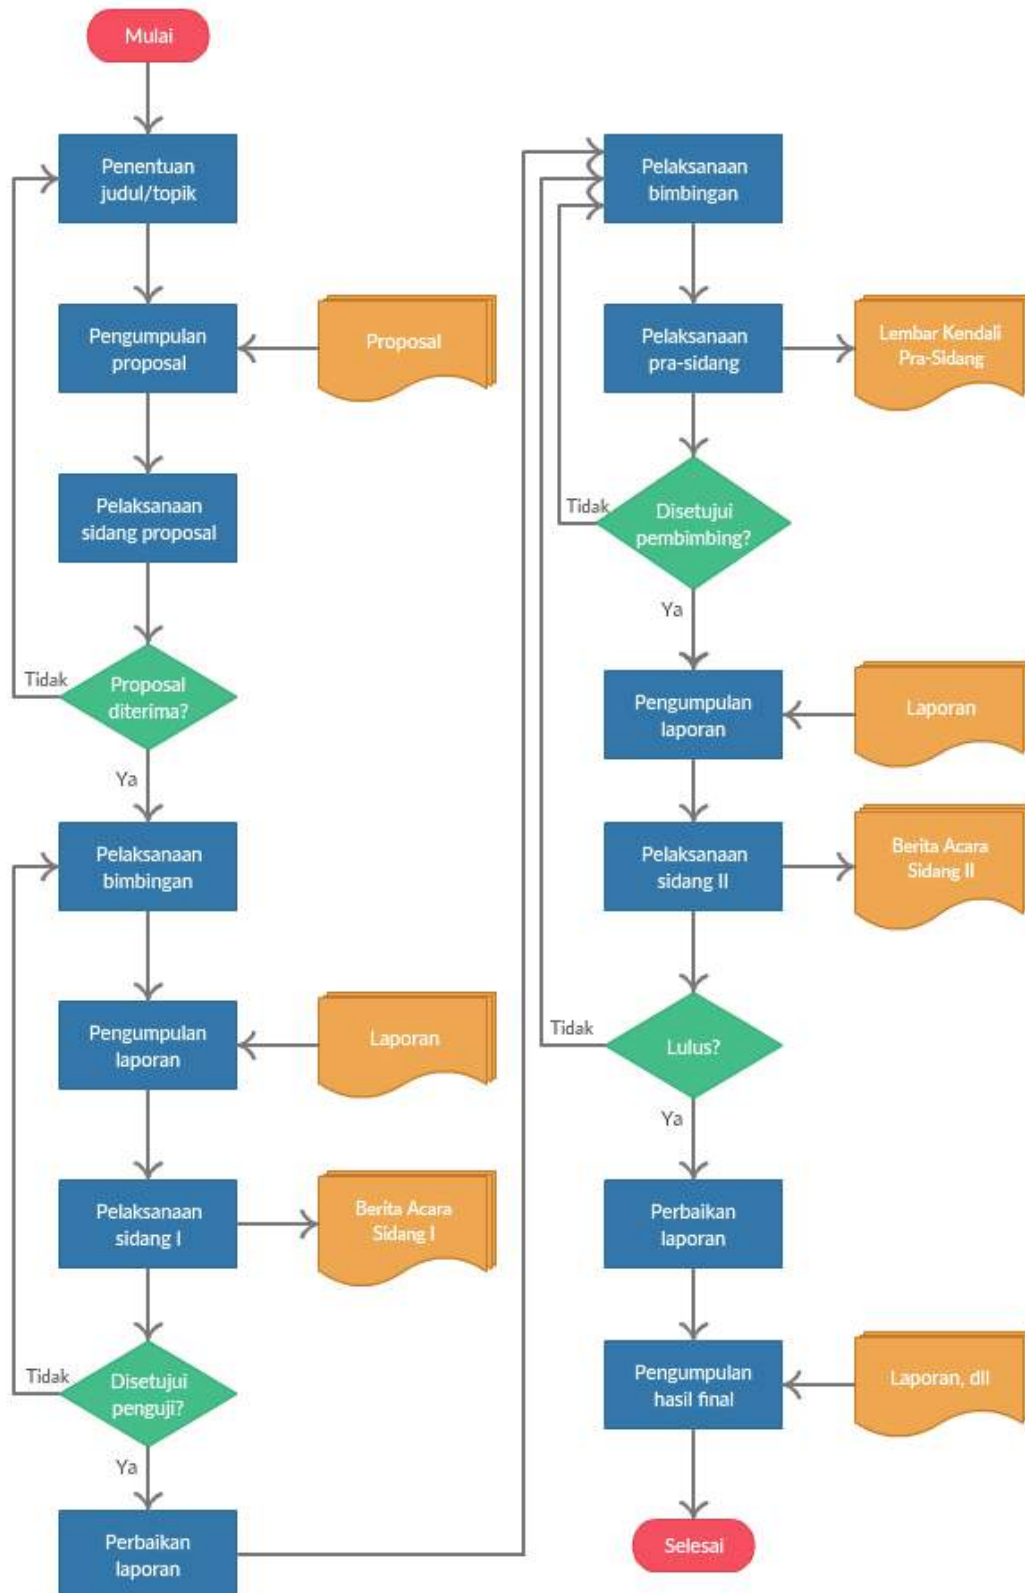 Mulai
Penentuan
judul/topik
Pengumpulan
proposal
Proposal
Pelaksanaan
sidang proposal
Tidak
Proposal
diterima?
Ya
Pelaksanaan
bimbingan
Pengumpulan
laporan
Laporan
Pelaksanaan
sidang I
Berita Acara
Sidang I
Tidak
Disetujui
penguji?
Ya
Perbaikan
laporan
Pelaksanaan
bimbingan
Pelaksanaan
pra-sidang
Lembar Kendali
Pra-Sidang
Tidak
Disetujui
pembimbing?
Ya
Pengumpulan
laporan
Laporan
Pelaksanaan
sidang II
Berita Acara
Sidang II
Tidak
Lulus?
Ya
Perbaikan
laporan
Pengumpulan
hasil final
Laporan, dll
Selesai